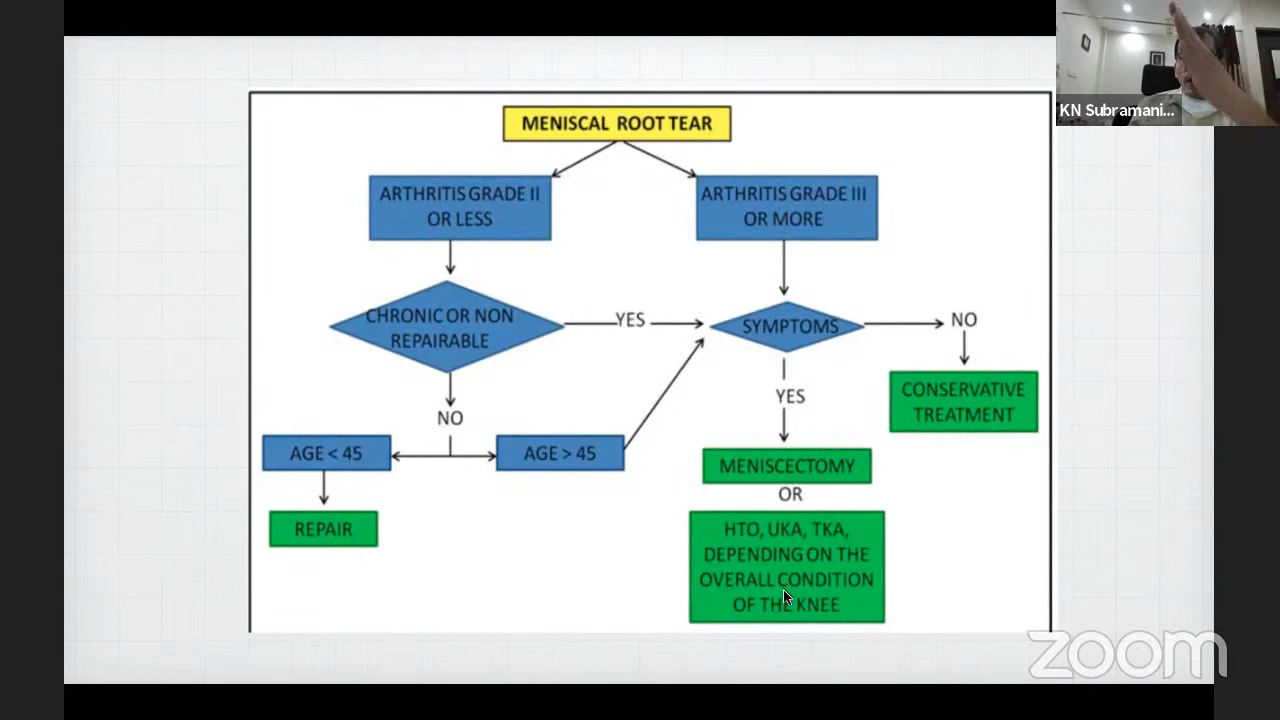 KN Subramani...
MENISCAL ROOT TEAR
ARTHRITIS GRADE II
OR LESS
ARTHRITIS GRADE III
OR MORE
CHRONIC OR NON
REPAIRABLE
YES
SYMPTOMS
NO
CONSERVATIVE
TREATMENT
YES
NO
AGE < 45
AGE > 45
REPAIR
MENISCECTOMY
OR
HTO, UKA, TKA,
DEPENDING ON THE
OVERALL CONDITION
OF THE KNEE
zoom